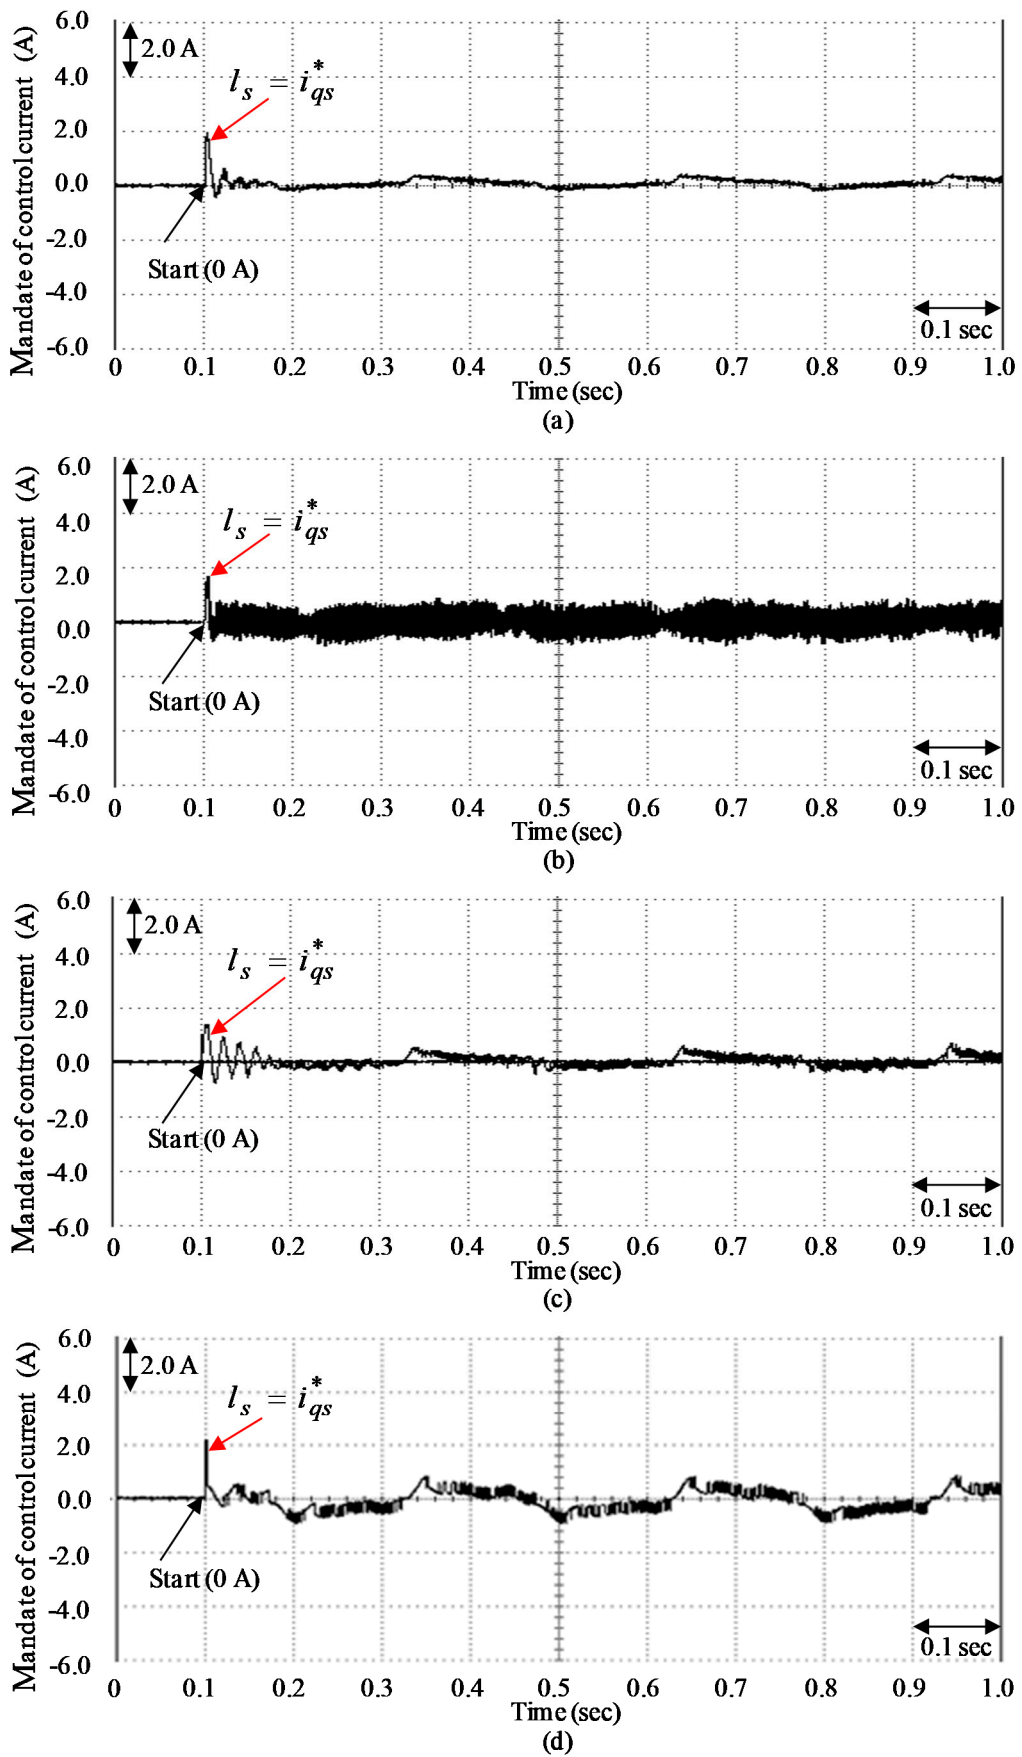 Mandate of control current (A)
6.0
4.0
2.0
0.0
-2.0
-4.0
-6.0
2.0 A
l_s = i_qs^*
Start (0 A)
0.1 sec
0 0.1 0.2 0.3 0.4 0.5 0.6 0.7 0.8 0.9 1.0
Time (sec)
(a)
Mandate of control current (A)
6.0
4.0
2.0
0.0
-2.0
-4.0
-6.0
2.0 A
l_s = i_qs^*
Start (0 A)
0.1 sec
0 0.1 0.2 0.3 0.4 0.5 0.6 0.7 0.8 0.9 1.0
Time (sec)
(b)
Mandate of control current (A)
6.0
4.0
2.0
0.0
-2.0
-4.0
-6.0
2.0 A
l_s = i_qs^*
Start (0 A)
0.1 sec
0 0.1 0.2 0.3 0.4 0.5 0.6 0.7 0.8 0.9 1.0
Time (sec)
(c)
Mandate of control current (A)
6.0
4.0
2.0
0.0
-2.0
-4.0
-6.0
2.0 A
l_s = i_qs^*
Start (0 A)
0.1 sec
0 0.1 0.2 0.3 0.4 0.5 0.6 0.7 0.8 0.9 1.0
Time (sec)
(d)